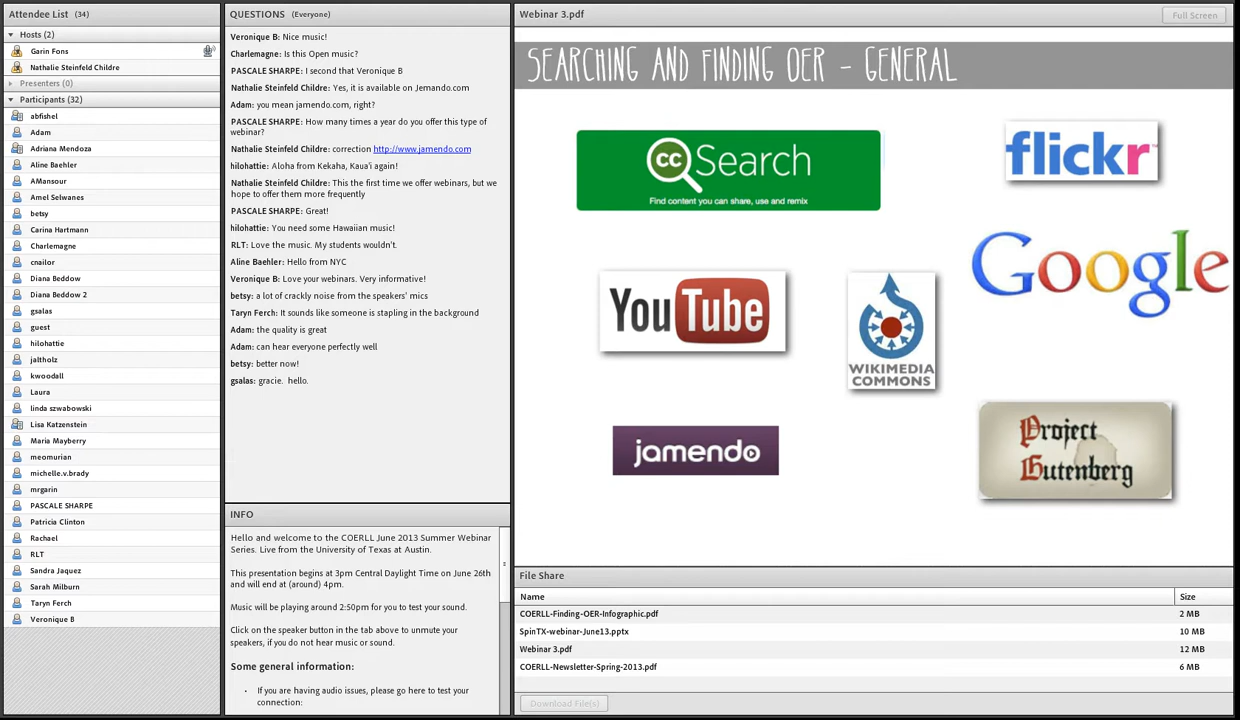 Attendee List (34)
Hosts (2)
Garin Fons
Nathalie Steinfeld Childre
Presenters (0)
Participants (32)
abfishel
Adam
Adriana Mendoza
Aline Baehler
AMansour
Amel Selwanes
betsy
Carina Hartmann
Charlemagne
cnailor
Diana Beddow
Diana Beddow 2
gsalas
guest
hilohattie
jaltholz
kwoodall
Laura
linda szwabowski
Lisa Katzenstein
Maria Mayberry
meomurian
michelle.v.brady
mrgarin
PASCALE SHARPE
Patricia Clinton
Rachael
RLT
Sandra Jaquez
Sarah Milburn
Taryn Ferch
Veronique B
QUESTIONS (Everyone)
Veronique B: Nice music!
Charlemagne: Is this Open music?
PASCALE SHARPE: I second that Veronique B
Nathalie Steinfeld Childre: Yes, it is available on Jemando.com
Adam: you mean jamendo.com, right?
PASCALE SHARPE: How many times a year do you offer this type of
webinar?
Nathalie Steinfeld Childre: correction http://www.jamendo.com
hilohattie: Aloha from Kekaha, Kaua'i again!
Nathalie Steinfeld Childre: This the first time we offer webinars, but we
hope to offer them more frequently
PASCALE SHARPE: Great!
hilohattie: You need some Hawaiian music!
RLT: Love the music. My students wouldn't.
Aline Baehler: Hello from NYC
Veronique B: Love your webinars. Very informative!
betsy: a lot of crackly noise from the speakers' mics
Taryn Ferch: It sounds like someone is stapling in the background
Adam: the quality is great
Adam: can hear everyone perfectly well
betsy: better now!
gsalas: gracie. hello.
INFO
Hello and welcome to the COERLL June 2013 Summer Webinar
Series. Live from the University of Texas at Austin.
This presentation begins at 3pm Central Daylight Time on June 26th
and will end at (around) 4pm.
Music will be playing around 2:50pm for you to test your sound.
Click on the speaker button in the tab above to unmute your
speakers, if you do not hear music or sound.
Some general information:
• If you are having audio issues, please go here to test your
connection:
Webinar 3.pdf
Full Screen
SEARCHING AND FINDING OER - GENERAL
cc Search
Find content you can share, use and remix
flickr
Google
YouTube
WIKIMEDIA
COMMONS
jamendo
Project
Gutenberg
File Share
Name Size
COERLL-Finding-OER-Infographic.pdf 2 MB
SpinTX-webinar-June13.pptx 10 MB
Webinar 3.pdf 12 MB
COERLL-Newsletter-Spring-2013.pdf 6 MB
Download File(s)